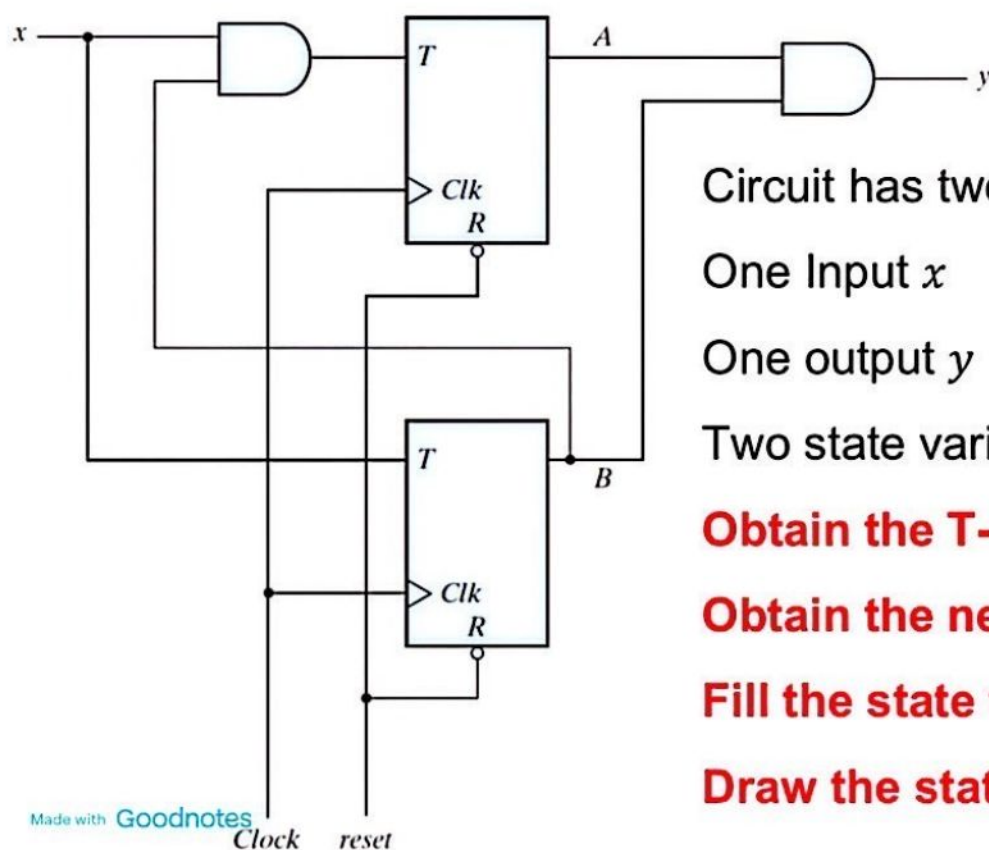 x
T
A
y
Clk
R
Circuit has two
One Input x
One output y
T
B
Two state vari
Clk
R
Obtain the T-
Obtain the ne
Fill the state
Draw the stat
Made with Goodnotes
Clock reset